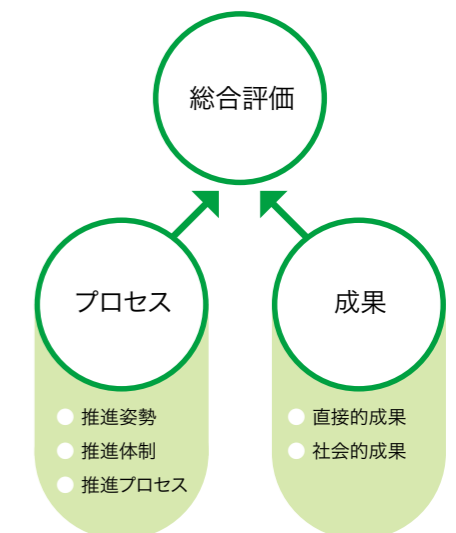 総合評価
プロセス
成果
推進姿勢
推進体制
推進プロセス
直接的成果
社会的成果